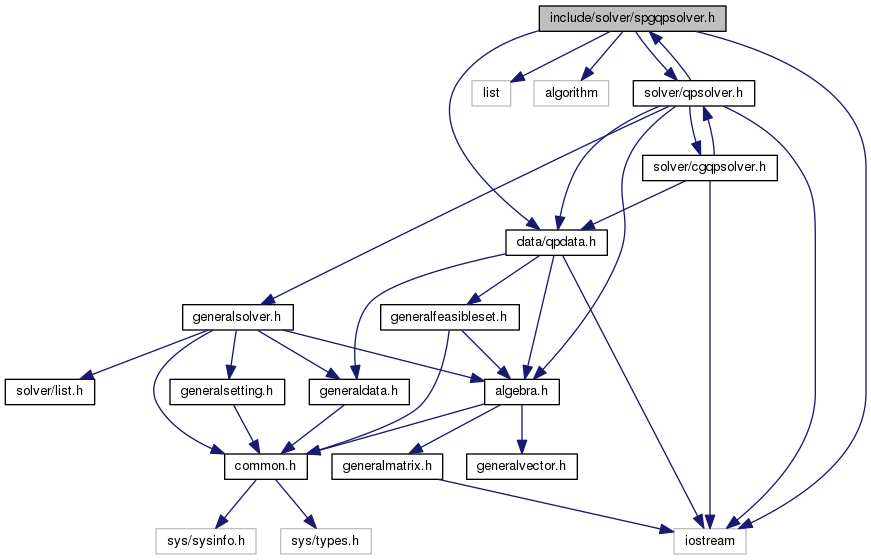 include/solver/spgqpsolver.h
list
algorithm
solver/qpsolver.h
solver/cgqpsolver.h
data/qpdata.h
generalsolver.h
generalfeasibleset.h
solver/list.h
generalsetting.h
generaldata.h
algebra.h
common.h
generalmatrix.h
generalvector.h
sys/sysinfo.h
sys/types.h
iostream